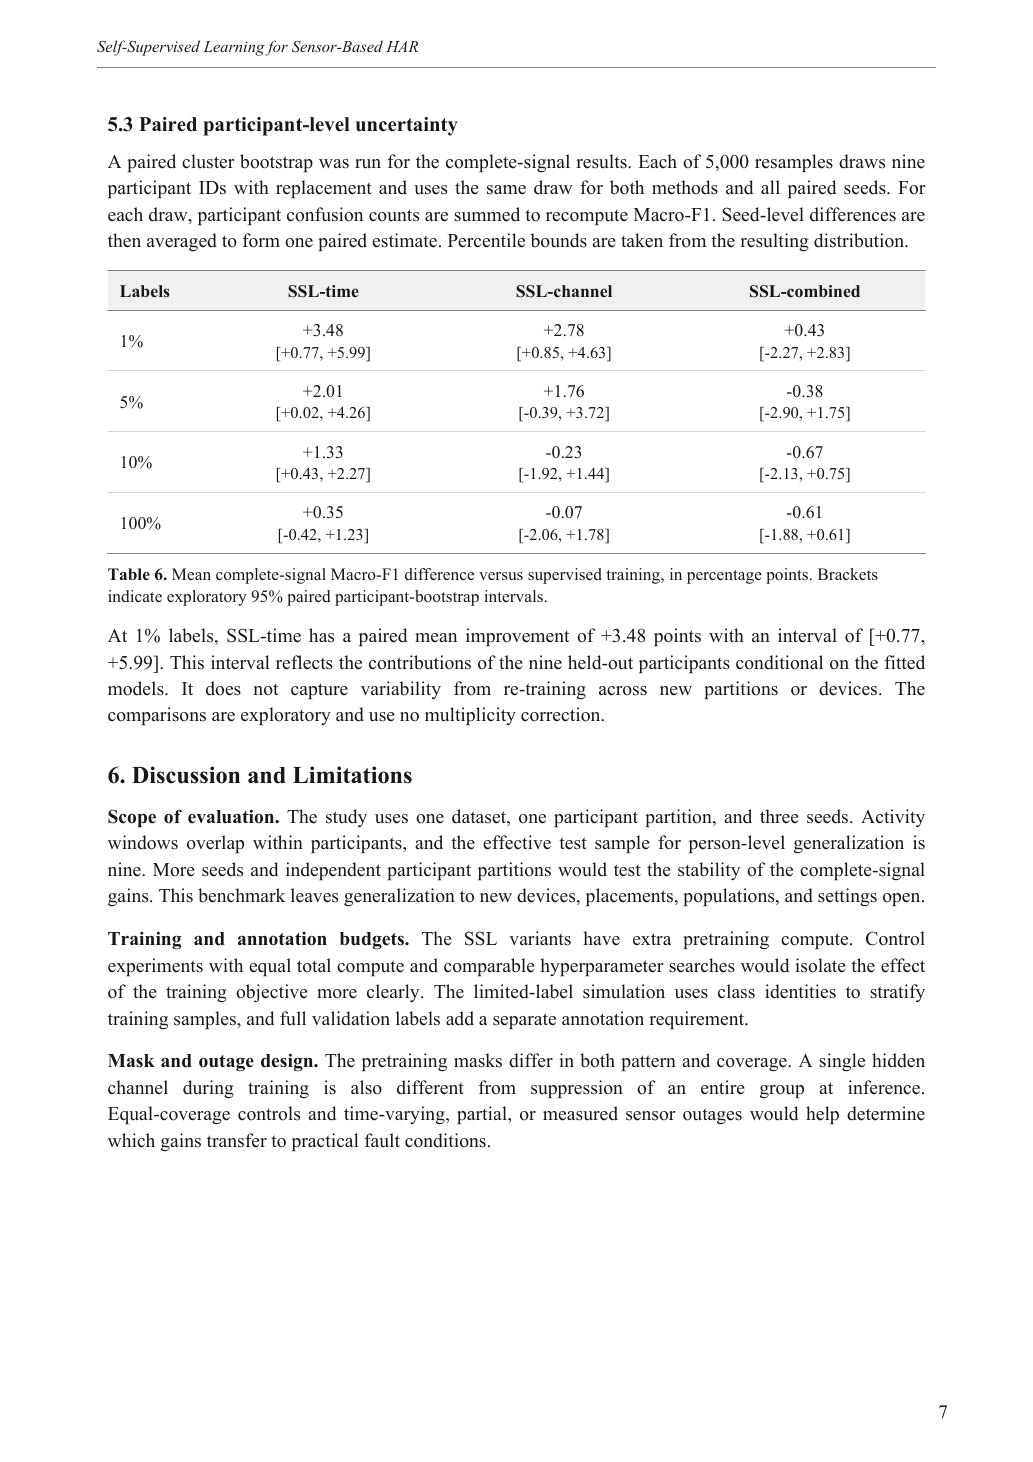 Self-Supervised Learning for Sensor-Based HAR
5.3 Paired participant-level uncertainty
A paired cluster bootstrap was run for the complete-signal results. Each of 5,000 resamples draws nine
participant IDs with replacement and uses the same draw for both methods and all paired seeds. For
each draw, participant confusion counts are summed to recompute Macro-F1. Seed-level differences are
then averaged to form one paired estimate. Percentile bounds are taken from the resulting distribution.
Labels SSL-time SSL-channel SSL-combined
+3.48 +2.78 +0.43
1%
[+0.77, +5.99] [+0.85, +4.63] [-2.27, +2.83]
+2.01 +1.76 -0.38
5%
[+0.02, +4.26] [-0.39, +3.72] [-2.90, +1.75]
+1.33 -0.23 -0.67
10%
[+0.43, +2.27] [-1.92, +1.44] [-2.13, +0.75]
+0.35 -0.07 -0.61
100%
[-0.42, +1.23] [-2.06, +1.78] [-1.88, +0.61]
Table 6. Mean complete-signal Macro-F1 difference versus supervised training, in percentage points. Brackets
indicate exploratory 95% paired participant-bootstrap intervals.
At 1% labels, SSL-time has a paired mean improvement of +3.48 points with an interval of [+0.77,
+5.99]. This interval reflects the contributions of the nine held-out participants conditional on the fitted
models. It does not capture variability from re-training across new partitions or devices. The
comparisons are exploratory and use no multiplicity correction.
6. Discussion and Limitations
Scope of evaluation. The study uses one dataset, one participant partition, and three seeds. Activity
windows overlap within participants, and the effective test sample for person-level generalization is
nine. More seeds and independent participant partitions would test the stability of the complete-signal
gains. This benchmark leaves generalization to new devices, placements, populations, and settings open.
Training and annotation budgets. The SSL variants have extra pretraining compute. Control
experiments with equal total compute and comparable hyperparameter searches would isolate the effect
of the training objective more clearly. The limited-label simulation uses class identities to stratify
training samples, and full validation labels add a separate annotation requirement.
Mask and outage design. The pretraining masks differ in both pattern and coverage. A single hidden
channel during training is also different from suppression of an entire group at inference.
Equal-coverage controls and time-varying, partial, or measured sensor outages would help determine
which gains transfer to practical fault conditions.
7